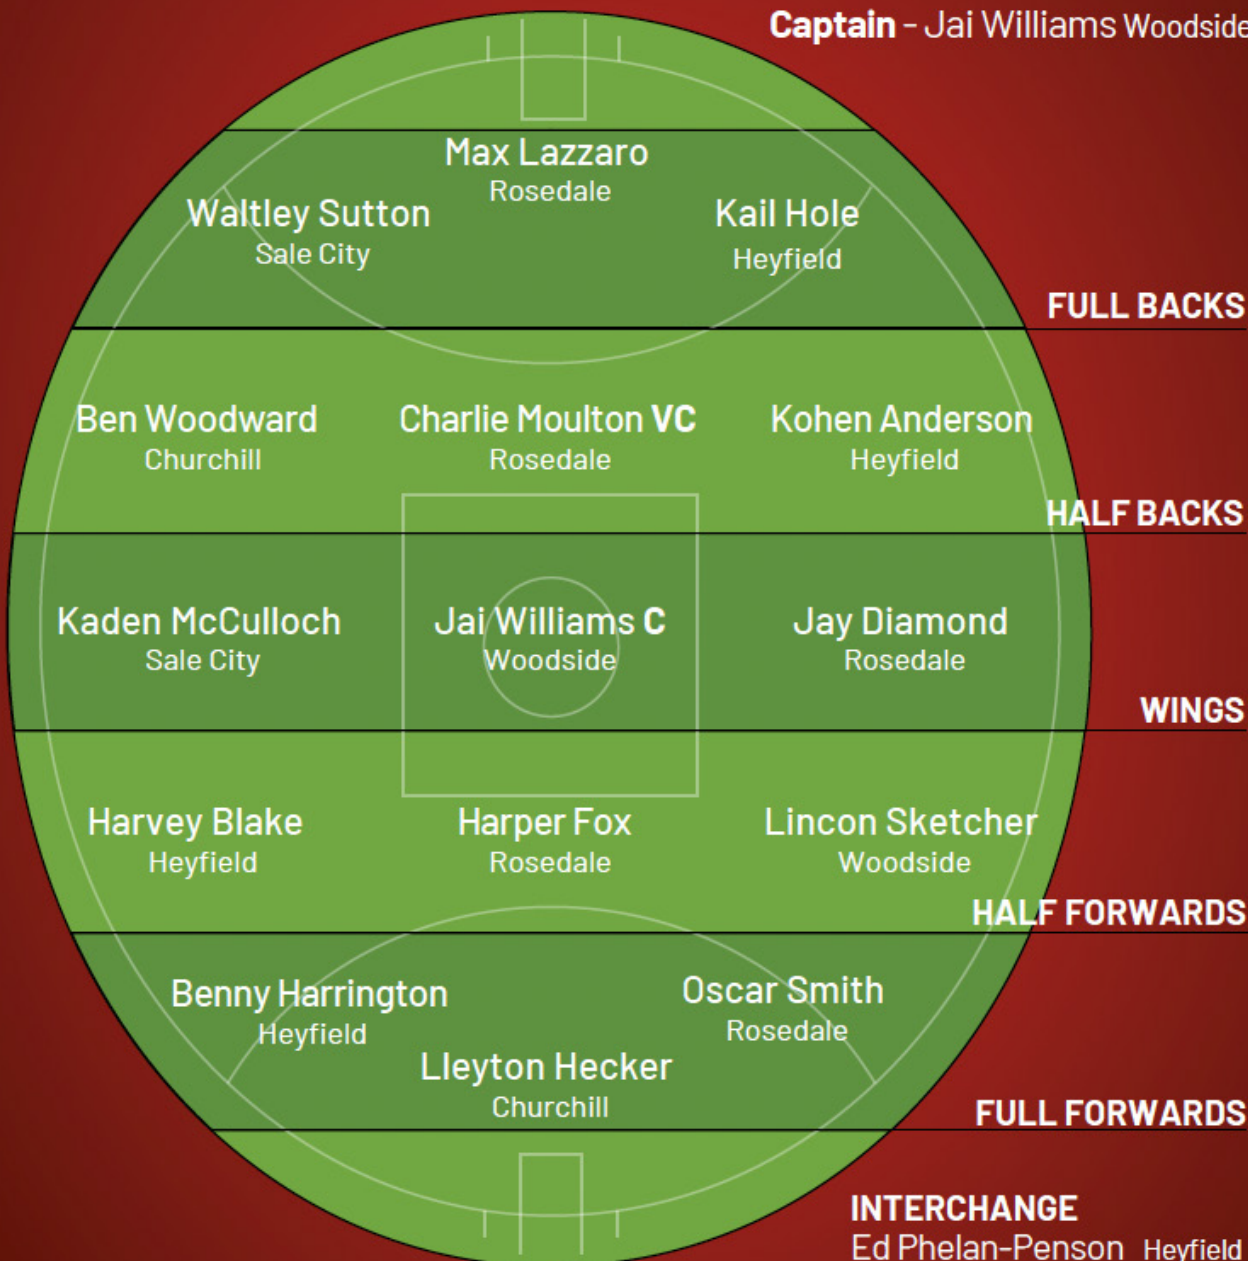 Captain - Jai Williams Woodside
Max Lazzaro
Rosedale
Waltley Sutton
Sale City
Kail Hole
Heyfield
FULL BACKS
Ben Woodward
Churchill
Charlie Moulton VC
Rosedale
Kohen Anderson
Heyfield
HALF BACKS
Kaden McCulloch
Sale City
Jai Williams C
Woodside
Jay Diamond
Rosedale
WINGS
Harvey Blake
Heyfield
Harper Fox
Rosedale
Lincon Sketcher
Woodside
HALF FORWARDS
Benny Harrington
Heyfield
Oscar Smith
Rosedale
Lleyton Hecker
Churchill
FULL FORWARDS
INTERCHANGE
Ed Phelan-Penson Heyfield